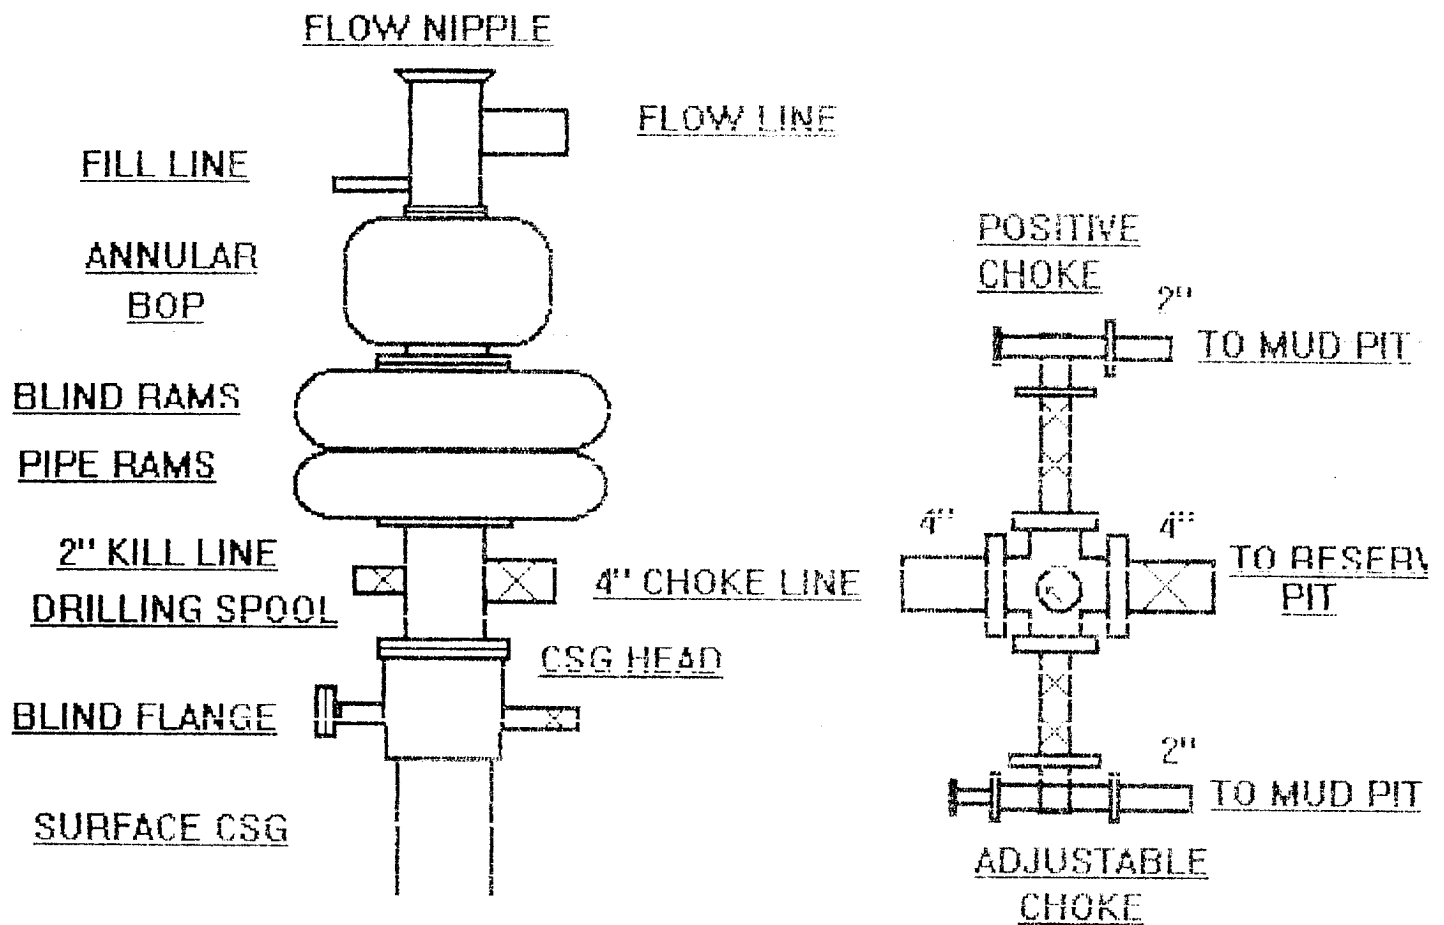 FLOW NIPPLE
FLOW LINE
FILL LINE
ANNULAR
BOP
BLIND RAMS
PIPE RAMS
2" KILL LINE
DRILLING SPOOL
4" CHOKE LINE
CSG HEAD
BLIND FLANGE
SURFACE CSG
POSITIVE
CHOKE
2"
TO MUD PIT
4"
4"
TO RESERV
PIT
2"
TO MUD PIT
ADJUSTABLE
CHOKE